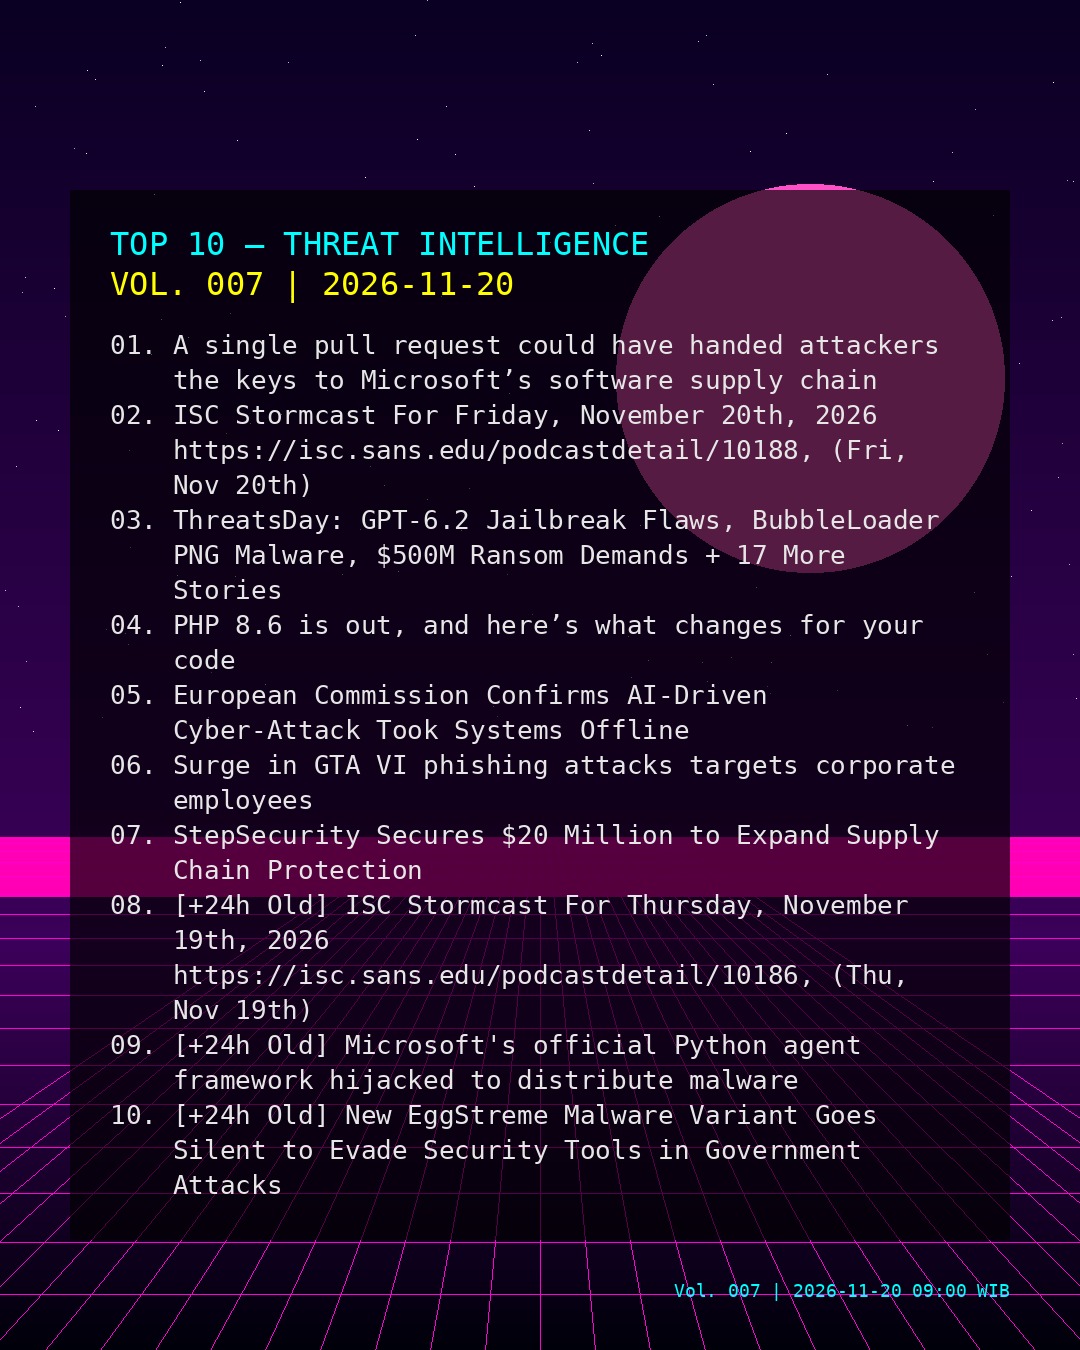 TOP 10 — THREAT INTELLIGENCE
VOL. 007 | 2026-11-20
01. A single pull request could have handed attackers
the keys to Microsoft’s software supply chain
02. ISC Stormcast For Friday, November 20th, 2026
https://isc.sans.edu/podcastdetail/10188, (Fri,
Nov 20th)
03. ThreatsDay: GPT-6.2 Jailbreak Flaws, BubbleLoader
PNG Malware, $500M Ransom Demands + 17 More
Stories
04. PHP 8.6 is out, and here’s what changes for your
code
05. European Commission Confirms AI-Driven
Cyber-Attack Took Systems Offline
06. Surge in GTA VI phishing attacks targets corporate
employees
07. StepSecurity Secures $20 Million to Expand Supply
Chain Protection
08. [+24h Old] ISC Stormcast For Thursday, November
19th, 2026
https://isc.sans.edu/podcastdetail/10186, (Thu,
Nov 19th)
09. [+24h Old] Microsoft's official Python agent
framework hijacked to distribute malware
10. [+24h Old] New EggStreme Malware Variant Goes
Silent to Evade Security Tools in Government
Attacks
Vol. 007 | 2026-11-20 09:00 WIB